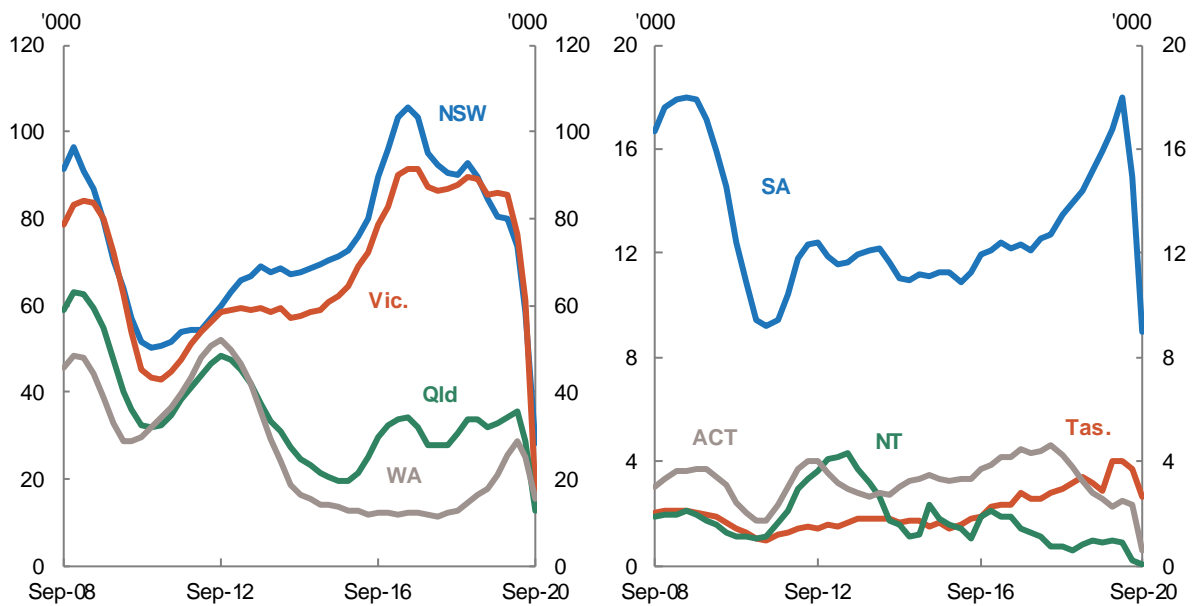 '000 '000
120 120
100 100
80 80
60 60
40 40
20 20
0 0
Sep-08 Sep-12 Sep-16 Sep-20
NSW
Vic.
Qld
WA
'000 '000
20 20
16 16
12 12
8 8
4 4
0 0
Sep-08 Sep-12 Sep-16 Sep-20
SA
ACT
NT
Tas.